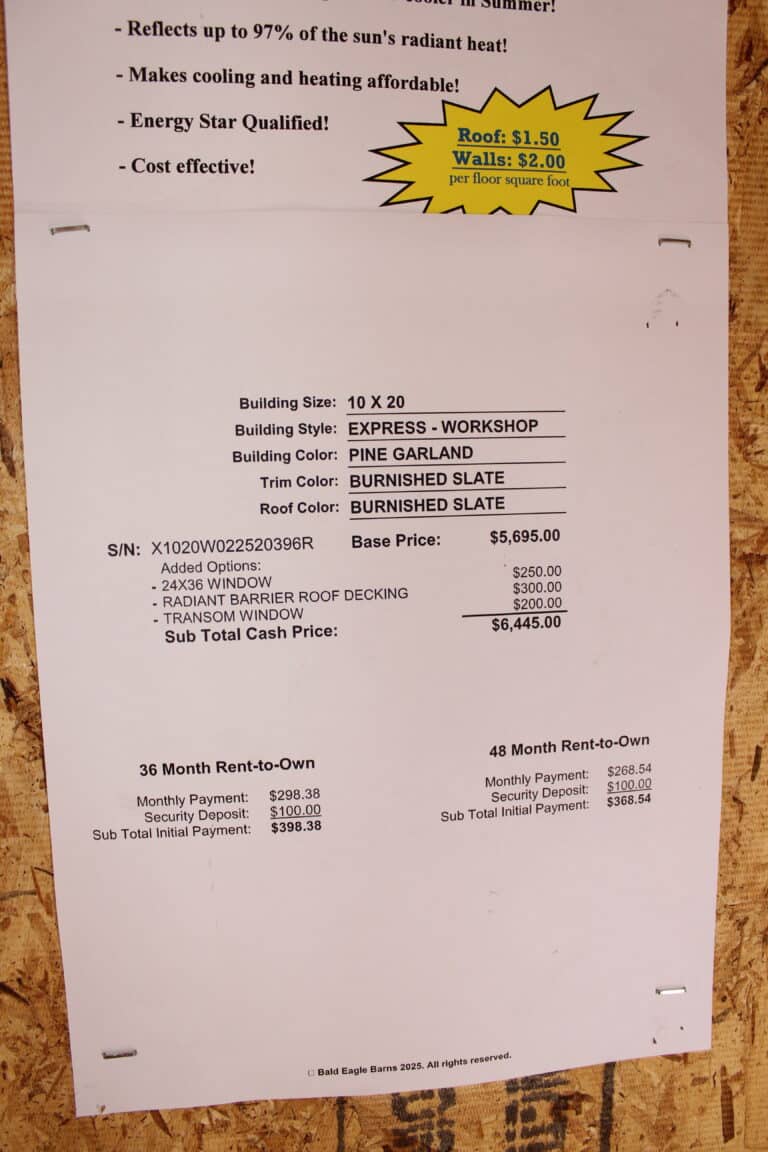 in Summer!
- Reflects up to 97% of the sun's radiant heat!
- Makes cooling and heating affordable!
- Energy Star Qualified!
- Cost effective!
Roof: $1.50
Walls: $2.00
per floor square foot
Building Size: 10 X 20
Building Style: EXPRESS - WORKSHOP
Building Color: PINE GARLAND
Trim Color: BURNISHED SLATE
Roof Color: BURNISHED SLATE
S/N: X1020W022520396R Base Price: $5,695.00
Added Options:
- 24X36 WINDOW $250.00
- RADIANT BARRIER ROOF DECKING $300.00
- TRANSOM WINDOW $200.00
Sub Total Cash Price: $6,445.00
36 Month Rent-to-Own
Monthly Payment: $298.38
Security Deposit: $100.00
Sub Total Initial Payment: $398.38
48 Month Rent-to-Own
Monthly Payment: $268.54
Security Deposit: $100.00
Sub Total Initial Payment: $368.54
□ Bald Eagle Barns 2025. All rights reserved.